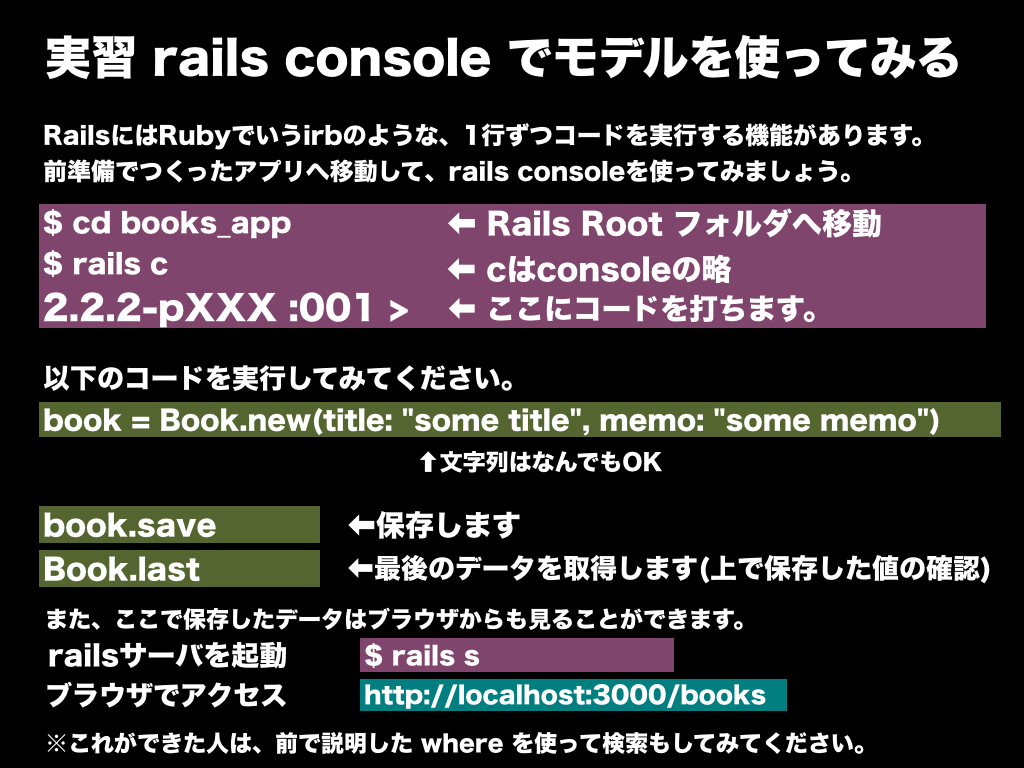 実習 rails console でモデルを使ってみる
RailsにはRubyでいうirbのような、1行ずつコードを実行する機能があります。
前準備でつくったアプリへ移動して、rails consoleを使ってみましょう。
$ cd books_app ⬅ Rails Root フォルダへ移動
$ rails c ⬅ cはconsoleの略
2.2.2-pXXX :001 > ⬅ ここにコードを打ちます。
以下のコードを実行してみてください。
book = Book.new(title: "some title", memo: "some memo")
⬆文字列はなんでもOK
book.save ⬅保存します
Book.last ⬅最後のデータを取得します(上で保存した値の確認)
また、ここで保存したデータはブラウザからも見ることができます。
railsサーバを起動 $ rails s
ブラウザでアクセス http://localhost:3000/books
※これができた人は、前で説明した where を使って検索もしてみてください。